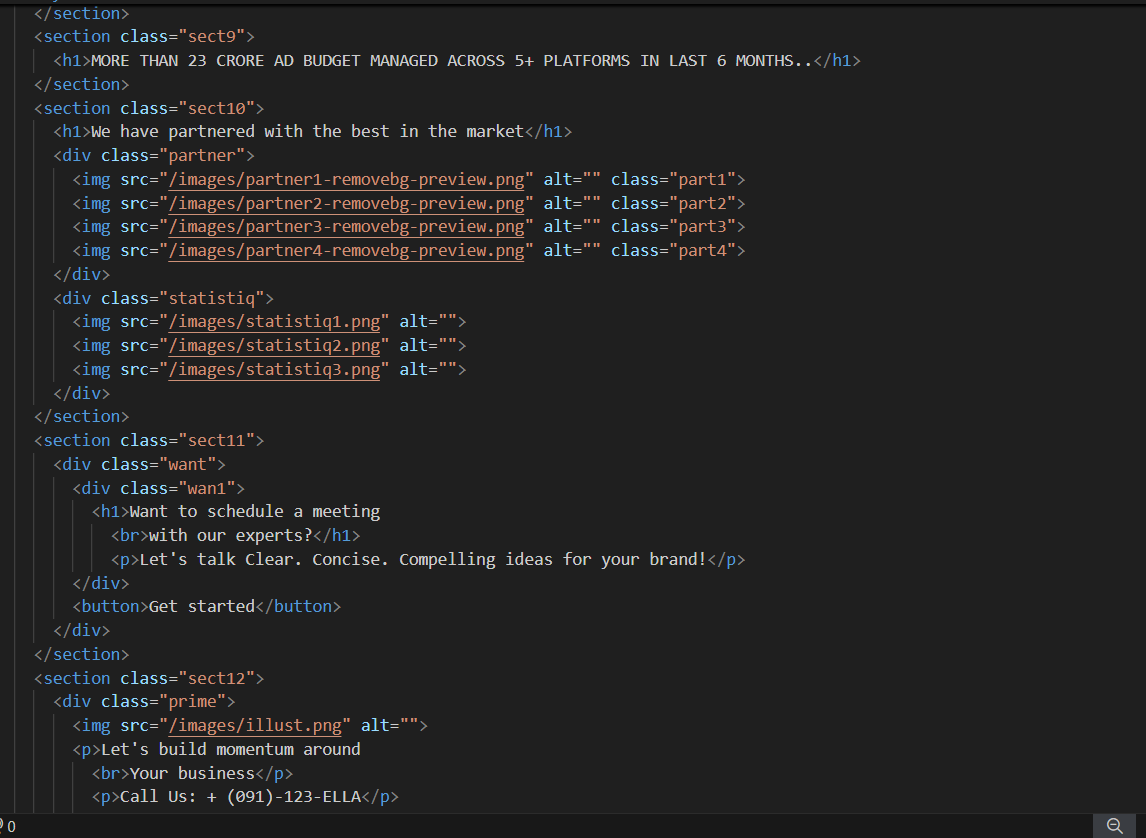 </section>
<section class="sect9">
<h1>MORE THAN 23 CRORE AD BUDGET MANAGED ACROSS 5+ PLATFORMS IN LAST 6 MONTHS..</h1>
</section>
<section class="sect10">
<h1>We have partnered with the best in the market</h1>
<div class="partner">
<img src="/images/partner1-removebg-preview.png" alt="" class="part1">
<img src="/images/partner2-removebg-preview.png" alt="" class="part2">
<img src="/images/partner3-removebg-preview.png" alt="" class="part3">
<img src="/images/partner4-removebg-preview.png" alt="" class="part4">
</div>
<div class="statistiq">
<img src="/images/statistiq1.png" alt="">
<img src="/images/statistiq2.png" alt="">
<img src="/images/statistiq3.png" alt="">
</div>
</section>
<section class="sect11">
<div class="want">
<div class="wan1">
<h1>Want to schedule a meeting
<br>with our experts?</h1>
<p>Let's talk Clear. Concise. Compelling ideas for your brand!</p>
</div>
<button>Get started</button>
</div>
</section>
<section class="sect12">
<div class="prime">
<img src="/images/illust.png" alt="">
<p>Let's build momentum around
<br>Your business</p>
<p>Call Us: + (091)-123-ELLA</p>
0